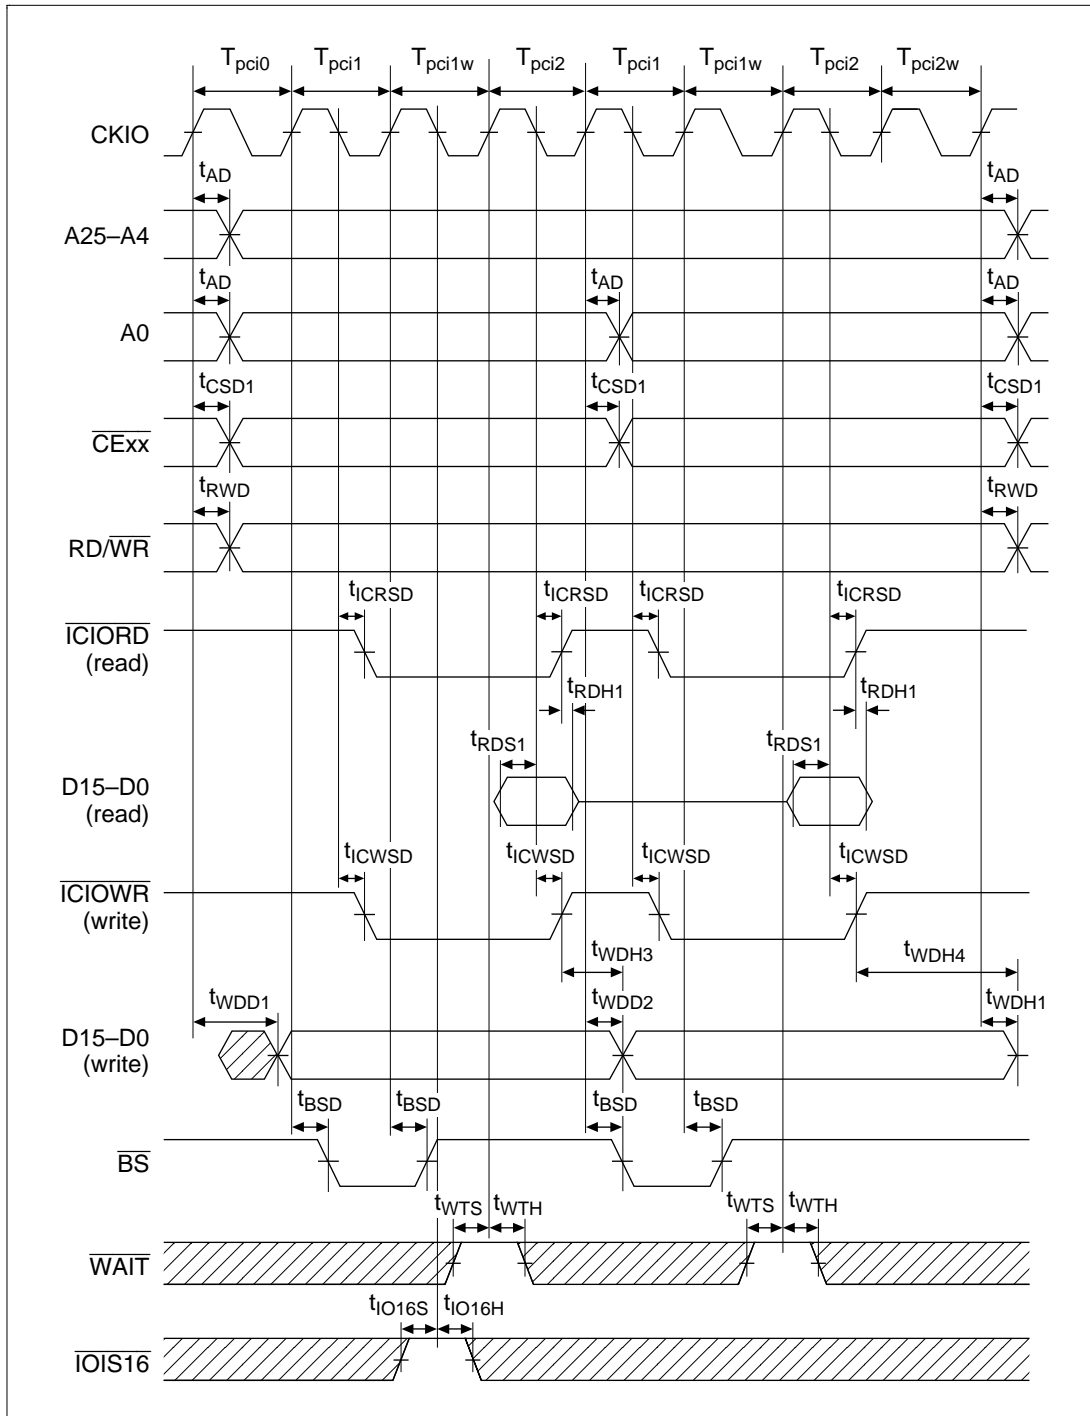 Tpci0 Tpci1 Tpci1w Tpci2 Tpci1 Tpci1w Tpci2 Tpci2w
CKIO
tAD tAD
A25–A4
tAD tAD tAD
A0
tCSD1 tCSD1 tCSD1
CExx
tRWD tRWD
RD/WR
tICRSD tICRSD tICRSD tICRSD
ICIORD
(read)
tRDH1 tRDH1
tRDS1 tRDS1
D15–D0
(read)
tICWSD tICWSD tICWSD tICWSD
ICIOWR
(write)
tWDH3 tWDH4
tWDD1 tWDD2 tWDH1
D15–D0
(write)
tBSD tBSD tBSD tBSD
BS
tWTS tWTH tWTS tWTH
WAIT
tIO16S tIO16H
IOIS16